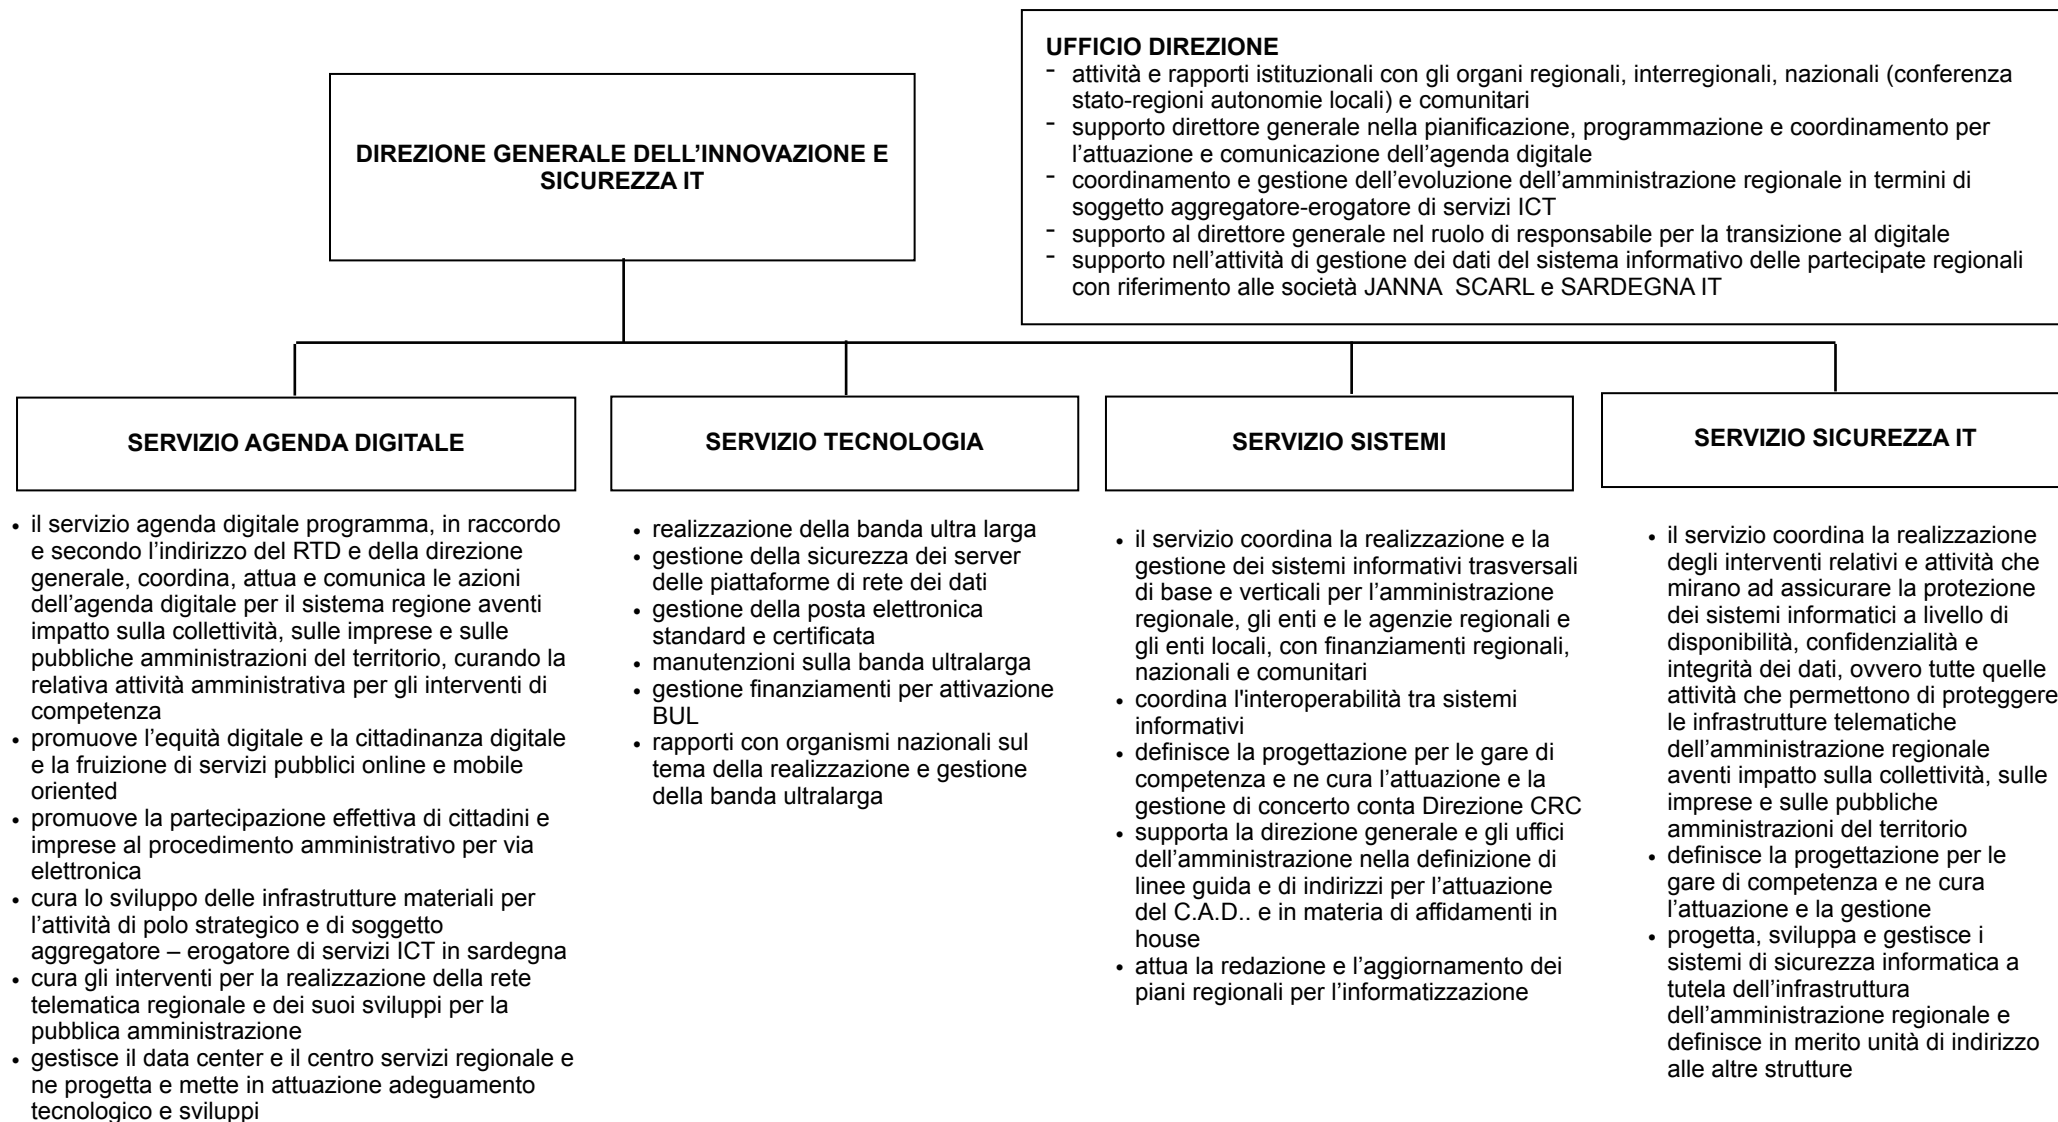 UFFICIO DIREZIONE
- attività e rapporti istituzionali con gli organi regionali, interregionali, nazionali (conferenza
stato-regioni autonomie locali) e comunitari
- supporto direttore generale nella pianificazione, programmazione e coordinamento per
l’attuazione e comunicazione dell’agenda digitale
- coordinamento e gestione dell’evoluzione dell’amministrazione regionale in termini di
soggetto aggregatore-erogatore di servizi ICT
- supporto al direttore generale nel ruolo di responsabile per la transizione al digitale
- supporto nell’attività di gestione dei dati del sistema informativo delle partecipate regionali
con riferimento alle società JANNA SCARL e SARDEGNA IT
DIREZIONE GENERALE DELL’INNOVAZIONE E
SICUREZZA IT
SERVIZIO AGENDA DIGITALE
• il servizio agenda digitale programma, in raccordo
e secondo l’indirizzo del RTD e della direzione
generale, coordina, attua e comunica le azioni
dell’agenda digitale per il sistema regione aventi
impatto sulla collettività, sulle imprese e sulle
pubbliche amministrazioni del territorio, curando la
relativa attività amministrativa per gli interventi di
competenza
• promuove l’equità digitale e la cittadinanza digitale
e la fruizione di servizi pubblici online e mobile
oriented
• promuove la partecipazione effettiva di cittadini e
imprese al procedimento amministrativo per via
elettronica
• cura lo sviluppo delle infrastrutture materiali per
l’attività di polo strategico e di soggetto
aggregatore – erogatore di servizi ICT in sardegna
• cura gli interventi per la realizzazione della rete
telematica regionale e dei suoi sviluppi per la
pubblica amministrazione
• gestisce il data center e il centro servizi regionale e
ne progetta e mette in attuazione adeguamento
tecnologico e sviluppi
SERVIZIO TECNOLOGIA
• realizzazione della banda ultra larga
• gestione della sicurezza dei server
delle piattaforme di rete dei dati
• gestione della posta elettronica
standard e certificata
• manutenzioni sulla banda ultralarga
• gestione finanziamenti per attivazione
BUL
• rapporti con organismi nazionali sul
tema della realizzazione e gestione
della banda ultralarga
SERVIZIO SISTEMI
• il servizio coordina la realizzazione e la
gestione dei sistemi informativi trasversali
di base e verticali per l’amministrazione
regionale, gli enti e le agenzie regionali e
gli enti locali, con finanziamenti regionali,
nazionali e comunitari
• coordina l'interoperabilità tra sistemi
informativi
• definisce la progettazione per le gare di
competenza e ne cura l’attuazione e la
gestione di concerto conta Direzione CRC
• supporta la direzione generale e gli uffici
dell’amministrazione nella definizione di
linee guida e di indirizzi per l’attuazione
del C.A.D.. e in materia di affidamenti in
house
• attua la redazione e l’aggiornamento dei
piani regionali per l’informatizzazione
SERVIZIO SICUREZZA IT
• il servizio coordina la realizzazione
degli interventi relativi e attività che
mirano ad assicurare la protezione
dei sistemi informatici a livello di
disponibilità, confidenzialità e
integrità dei dati, ovvero tutte quelle
attività che permettono di proteggere
le infrastrutture telematiche
dell’amministrazione regionale
aventi impatto sulla collettività, sulle
imprese e sulle pubbliche
amministrazioni del territorio
• definisce la progettazione per le
gare di competenza e ne cura
l’attuazione e la gestione
• progetta, sviluppa e gestisce i
sistemi di sicurezza informatica a
tutela dell’infrastruttura
dell’amministrazione regionale e
definisce in merito unità di indirizzo
alle altre strutture